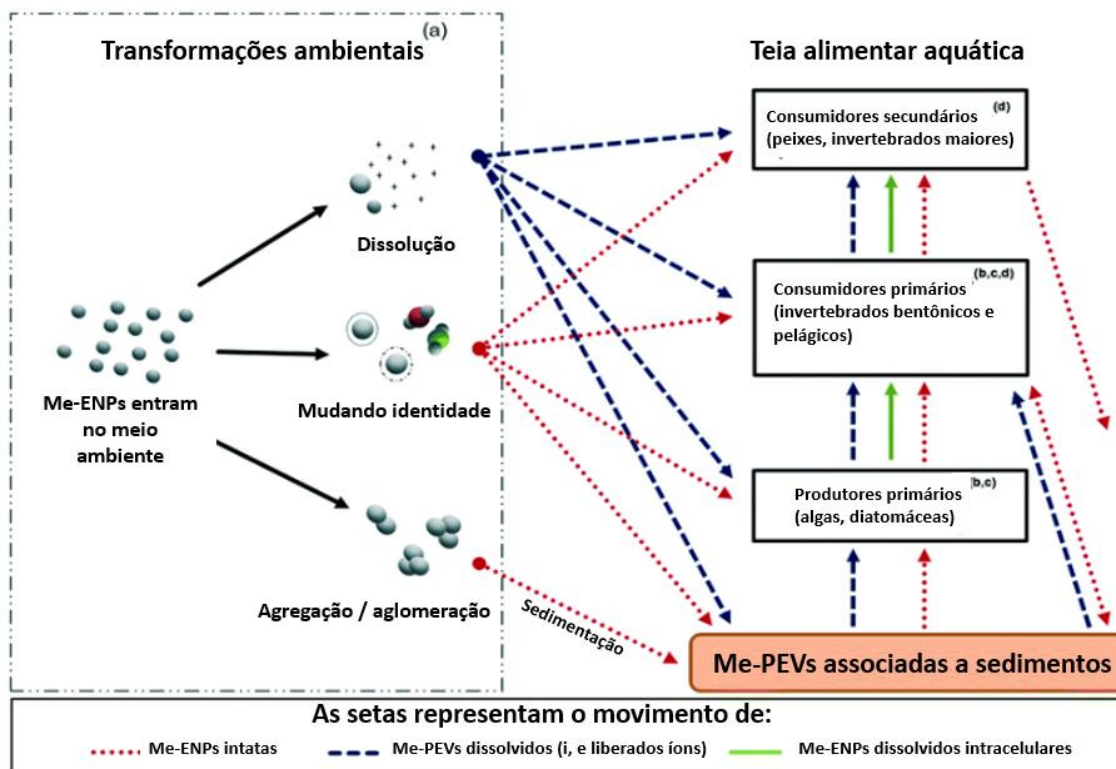 Transformações ambientais (a)
Teia alimentar aquática
Consumidores secundários (d)
(peixes, invertebrados maiores)
Dissolução
Consumidores primários (b,c,d)
(invertebrados bentônicos e
pelágicos)
Me-ENPs entram
no meio
ambiente
Mudando identidade
Produtores primários (b,c)
(algas, diatomáceas)
Agregação / aglomeração
Sedimentação
Me-PEVs associadas a sedimentos
As setas representam o movimento de:
Me-ENPs intatas
Me-PEVs dissolvidos (i, e liberados íons)
Me-ENPs dissolvidos intracelulares